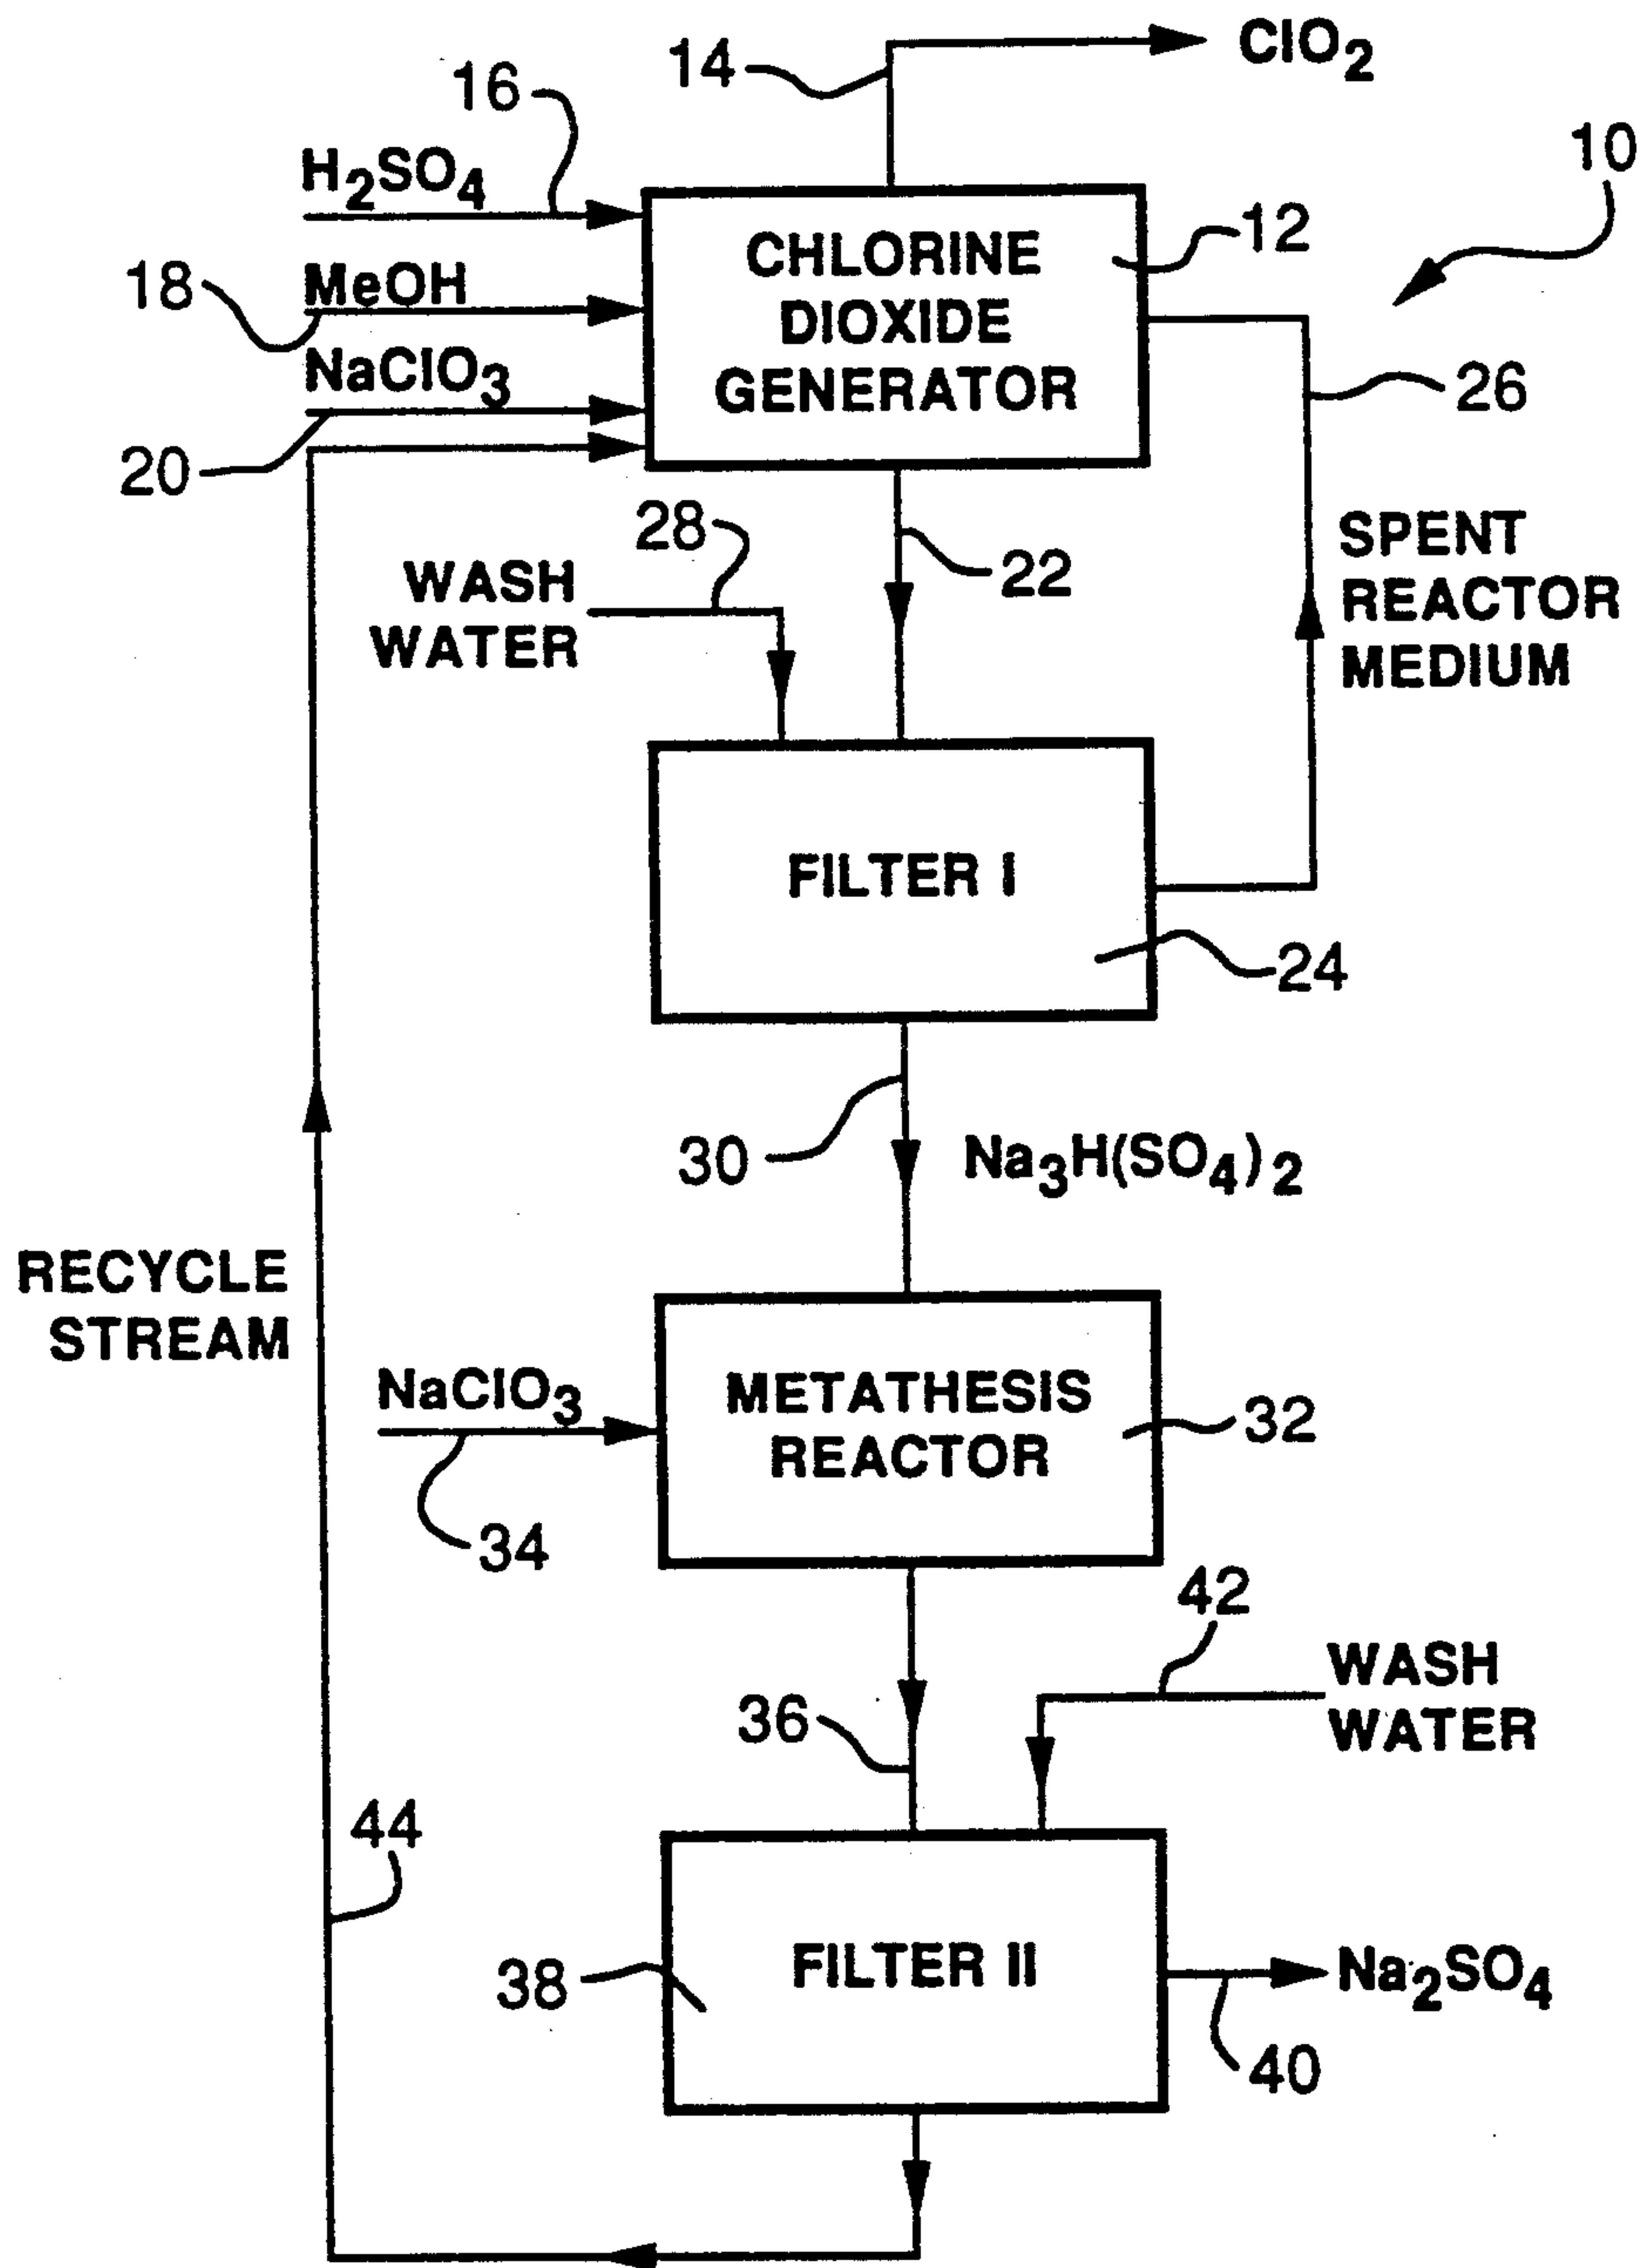 14
ClO2
16
10
H2SO4
12
CHLORINE
DIOXIDE
GENERATOR
18
MeOH
NaClO3
26
20
28
22
SPENT
REACTOR
MEDIUM
WASH
WATER
FILTER I
24
30
Na3H(SO4)2
RECYCLE
STREAM
NaClO3
METATHESIS
REACTOR
32
34
42
WASH
WATER
36
44
FILTER II
38
Na2SO4
40